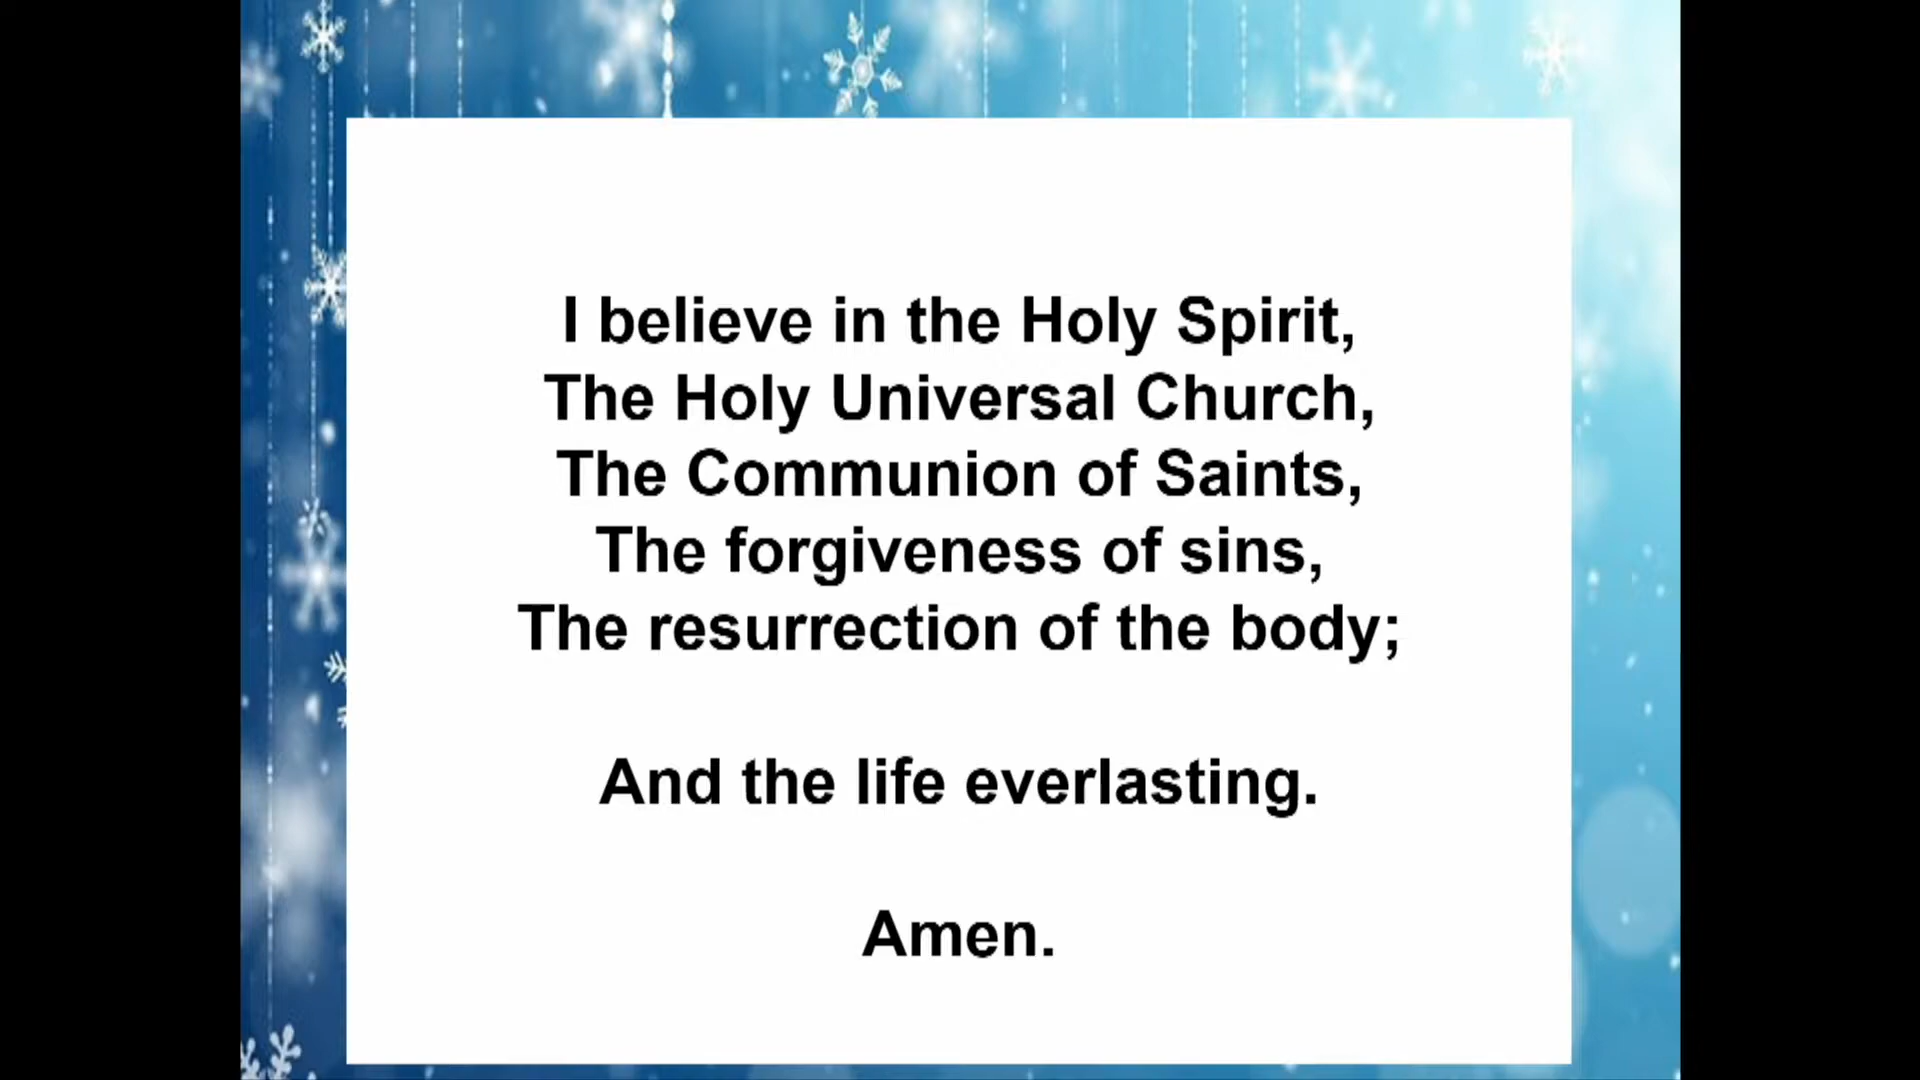 I believe in the Holy Spirit,
The Holy Universal Church,
The Communion of Saints,
The forgiveness of sins,
The resurrection of the body;
And the life everlasting.
Amen.